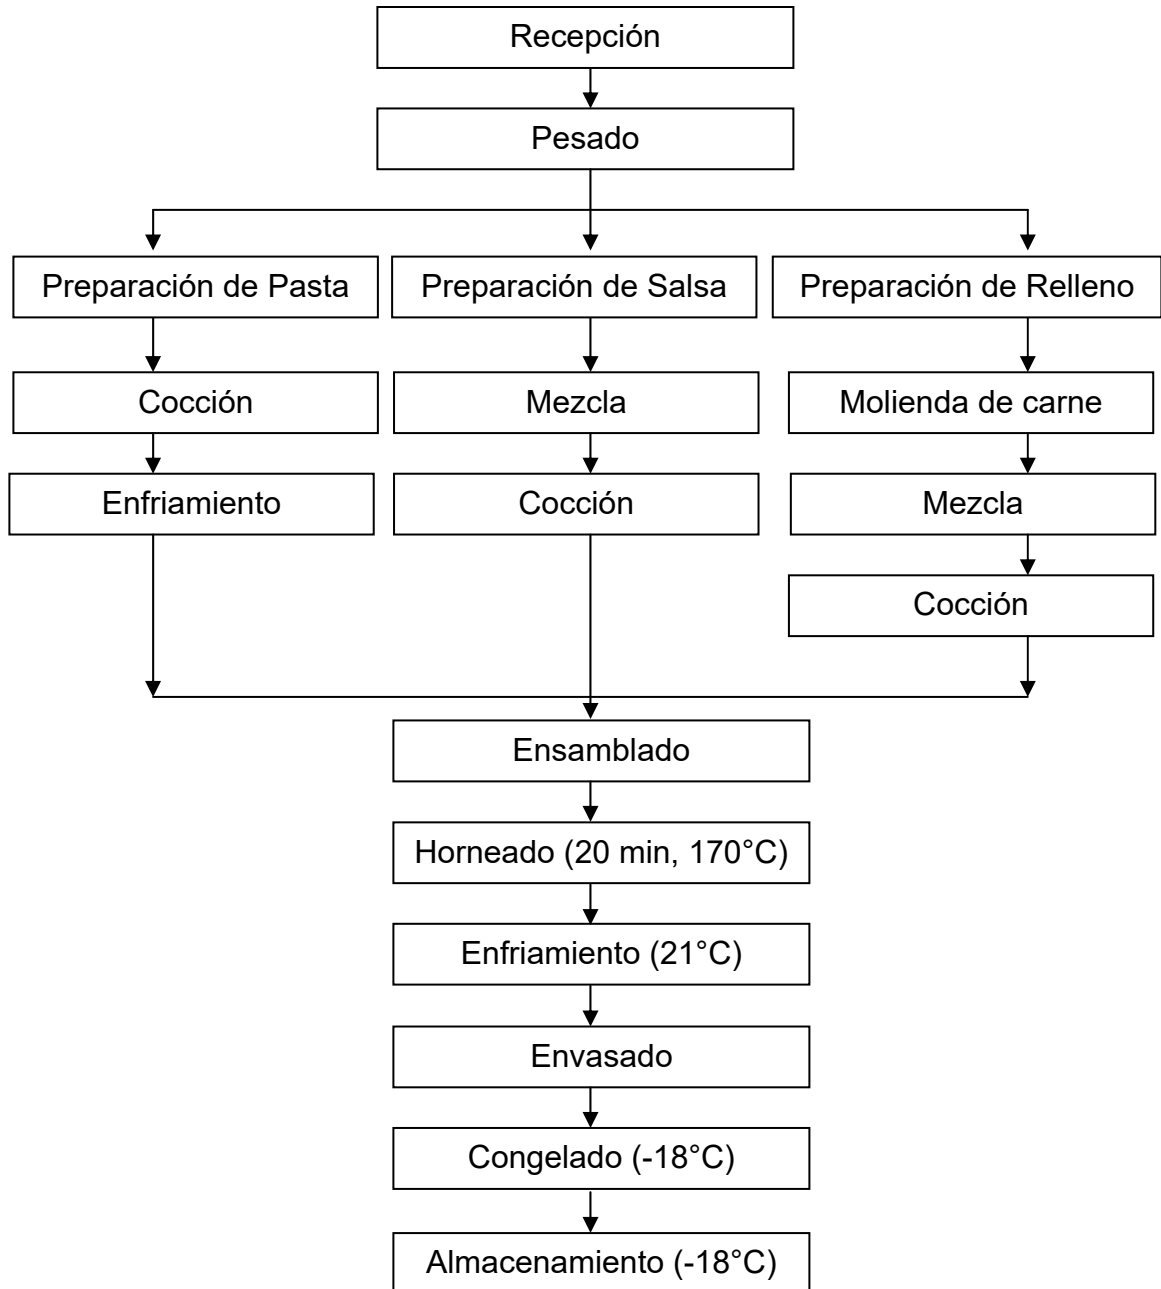 Recepción
Pesado
Preparación de Pasta
Preparación de Salsa
Preparación de Relleno
Cocción
Mezcla
Molienda de carne
Enfriamiento
Cocción
Mezcla
Cocción
Ensamblado
Horneado (20 min, 170°C)
Enfriamiento (21°C)
Envasado
Congelado (-18°C)
Almacenamiento (-18°C)